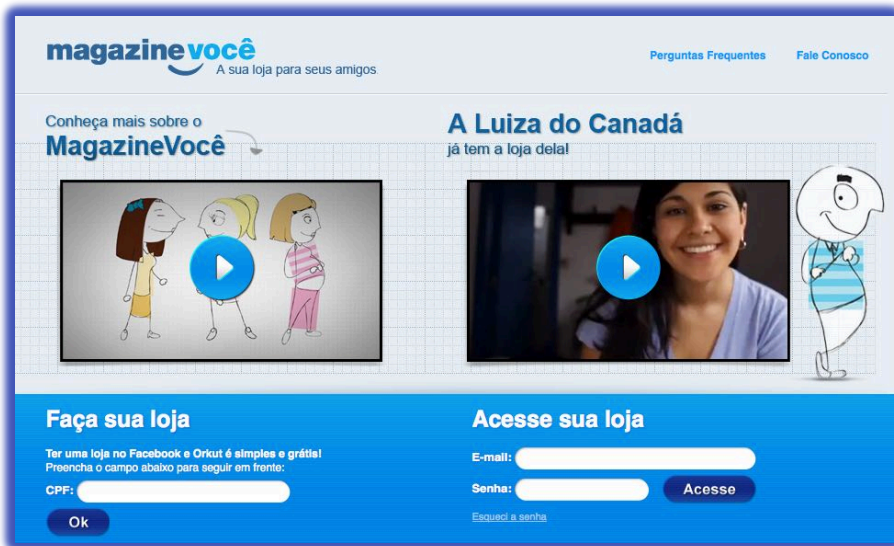 magazinevocê
A sua loja para seus amigos
Perguntas Frequentes
Fale Conosco
Conheça mais sobre o
MagazineVocê
A Luiza do Canadá
já tem a loja dela!
Faça sua loja
Ter uma loja no Facebook e Orkut é simples e grátis!
Preencha o campo abaixo para seguir em frente:
CPF:
Ok
Acesse sua loja
E-mail:
Senha:
Acesse
Esqueci a senha